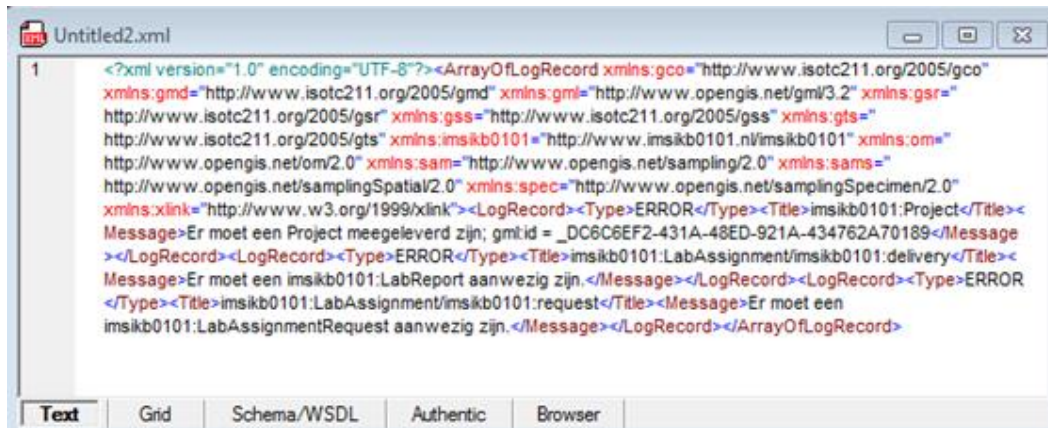 Untitled2.xml
1
<?xml version="1.0" encoding="UTF-8"?><ArrayOfLogRecord xmlns:gco="http://www.isotc211.org/2005/gco"
xmlns:gmd="http://www.isotc211.org/2005/gmd" xmlns:gml="http://www.opengis.net/gml/3.2" xmlns:gsr="
http://www.isotc211.org/2005/gsr" xmlns:gss="http://www.isotc211.org/2005/gss" xmlns:gts="
http://www.isotc211.org/2005/gts" xmlns:imsikb0101="http://www.imsikb0101.nl/imsikb0101" xmlns:om="
http://www.opengis.net/om/2.0" xmlns:sam="http://www.opengis.net/sampling/2.0" xmlns:sams="
http://www.opengis.net/samplingSpatial/2.0" xmlns:spec="http://www.opengis.net/samplingSpecimen/2.0"
xmlns:xlink="http://www.w3.org/1999/xlink"><LogRecord><Type>ERROR</Type><Title>imsikb0101:Project</Title><
Message>Er moet een Project meegeleverd zijn; gml:id = _DC6C6EF2-431A-48ED-921A-434762A70189</Message
></LogRecord><LogRecord><Type>ERROR</Type><Title>imsikb0101:LabAssignment/imsikb0101:delivery</Title><
Message>Er moet een imsikb0101:LabReport aanwezig zijn.</Message></LogRecord><LogRecord><Type>ERROR
</Type><Title>imsikb0101:LabAssignment/imsikb0101:request</Title><Message>Er moet een
imsikb0101:LabAssignmentRequest aanwezig zijn.</Message></LogRecord></ArrayOfLogRecord>
Text Grid Schema/WSDL Authentic Browser